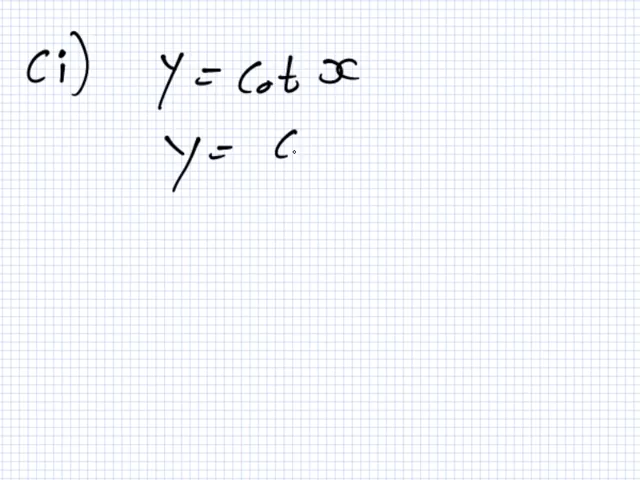 Ci) y = Cot x
y = C